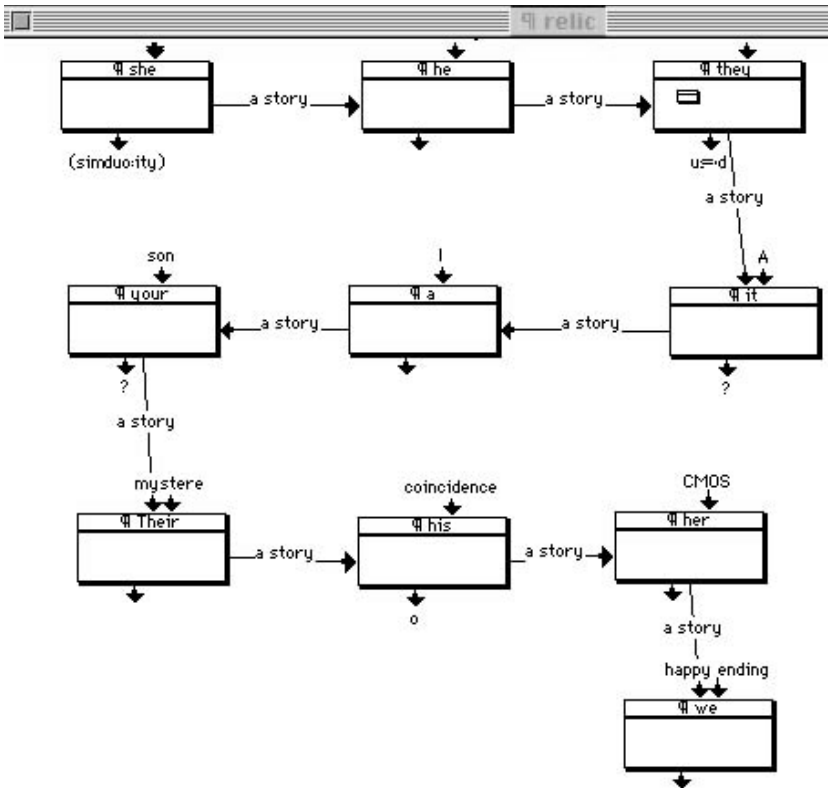 ¶ relic
¶ she
¶ he
¶ they
a story
a story
(simduo:ity)
a story
son
I
A
¶ your
¶ a
¶ it
a story
a story
?
?
a story
mystere
coincidence
CMOS
¶ Their
¶ his
¶ her
a story
a story
o
a story
happy ending
¶ we